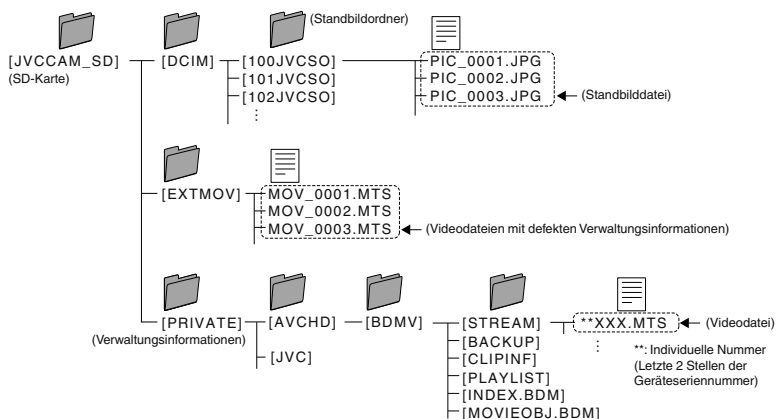 (Standbildordner)
[JVCCAM_SD] [DCIM] [100JVCSO] PIC_0001.JPG
(SD-Karte) [101JVCSO] PIC_0002.JPG
[102JVCSO] PIC_0003.JPG (Standbilddatei)
[EXTMOV] MOV_0001.MTS
MOV_0002.MTS
MOV_0003.MTS (Videodateien mit defekten Verwaltungsinformationen)
[PRIVATE] [AVCHD] [BDMV] [STREAM] **XXX.MTS (Videodatei)
(Verwaltungsinformationen) [BACKUP]
[JVC] [CLIPINF]
[PLAYLIST]
[INDEX.BDM]
[MOVIEOBJ.BDM]
**: Individuelle Nummer
(Letzte 2 Stellen der
Geräteseriennummer)